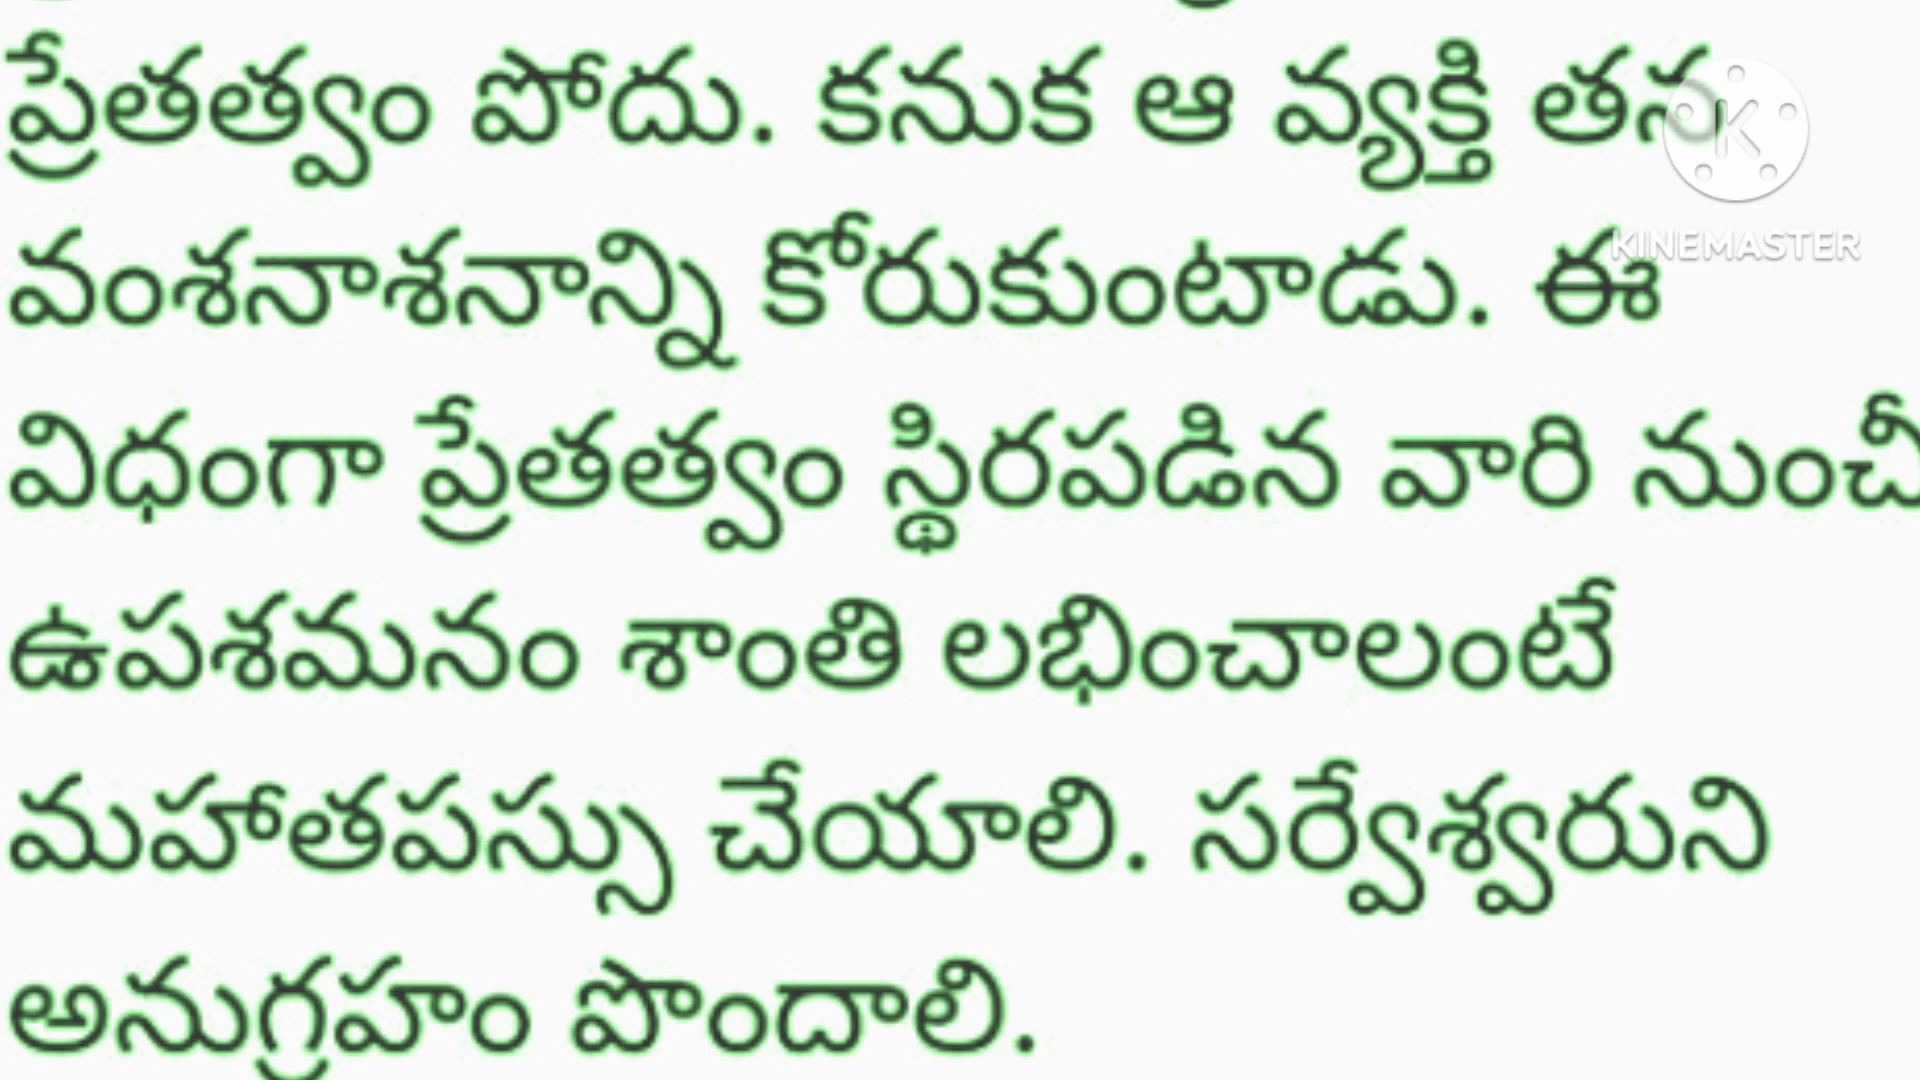 ప్రేతత్వం పోదు. కనుక ఆ వ్యక్తి తన
వంశనాశనాన్ని కోరుకుంటాడు. ఈ
విధంగా ప్రేతత్వం స్థిరపడిన వారి నుంచీ
ఉపశమనం శాంతి లభించాలంటే
మహాతపస్సు చేయాలి. సర్వేశ్వరుని
అనుగ్రహం పొందాలి.
KINEMASTER